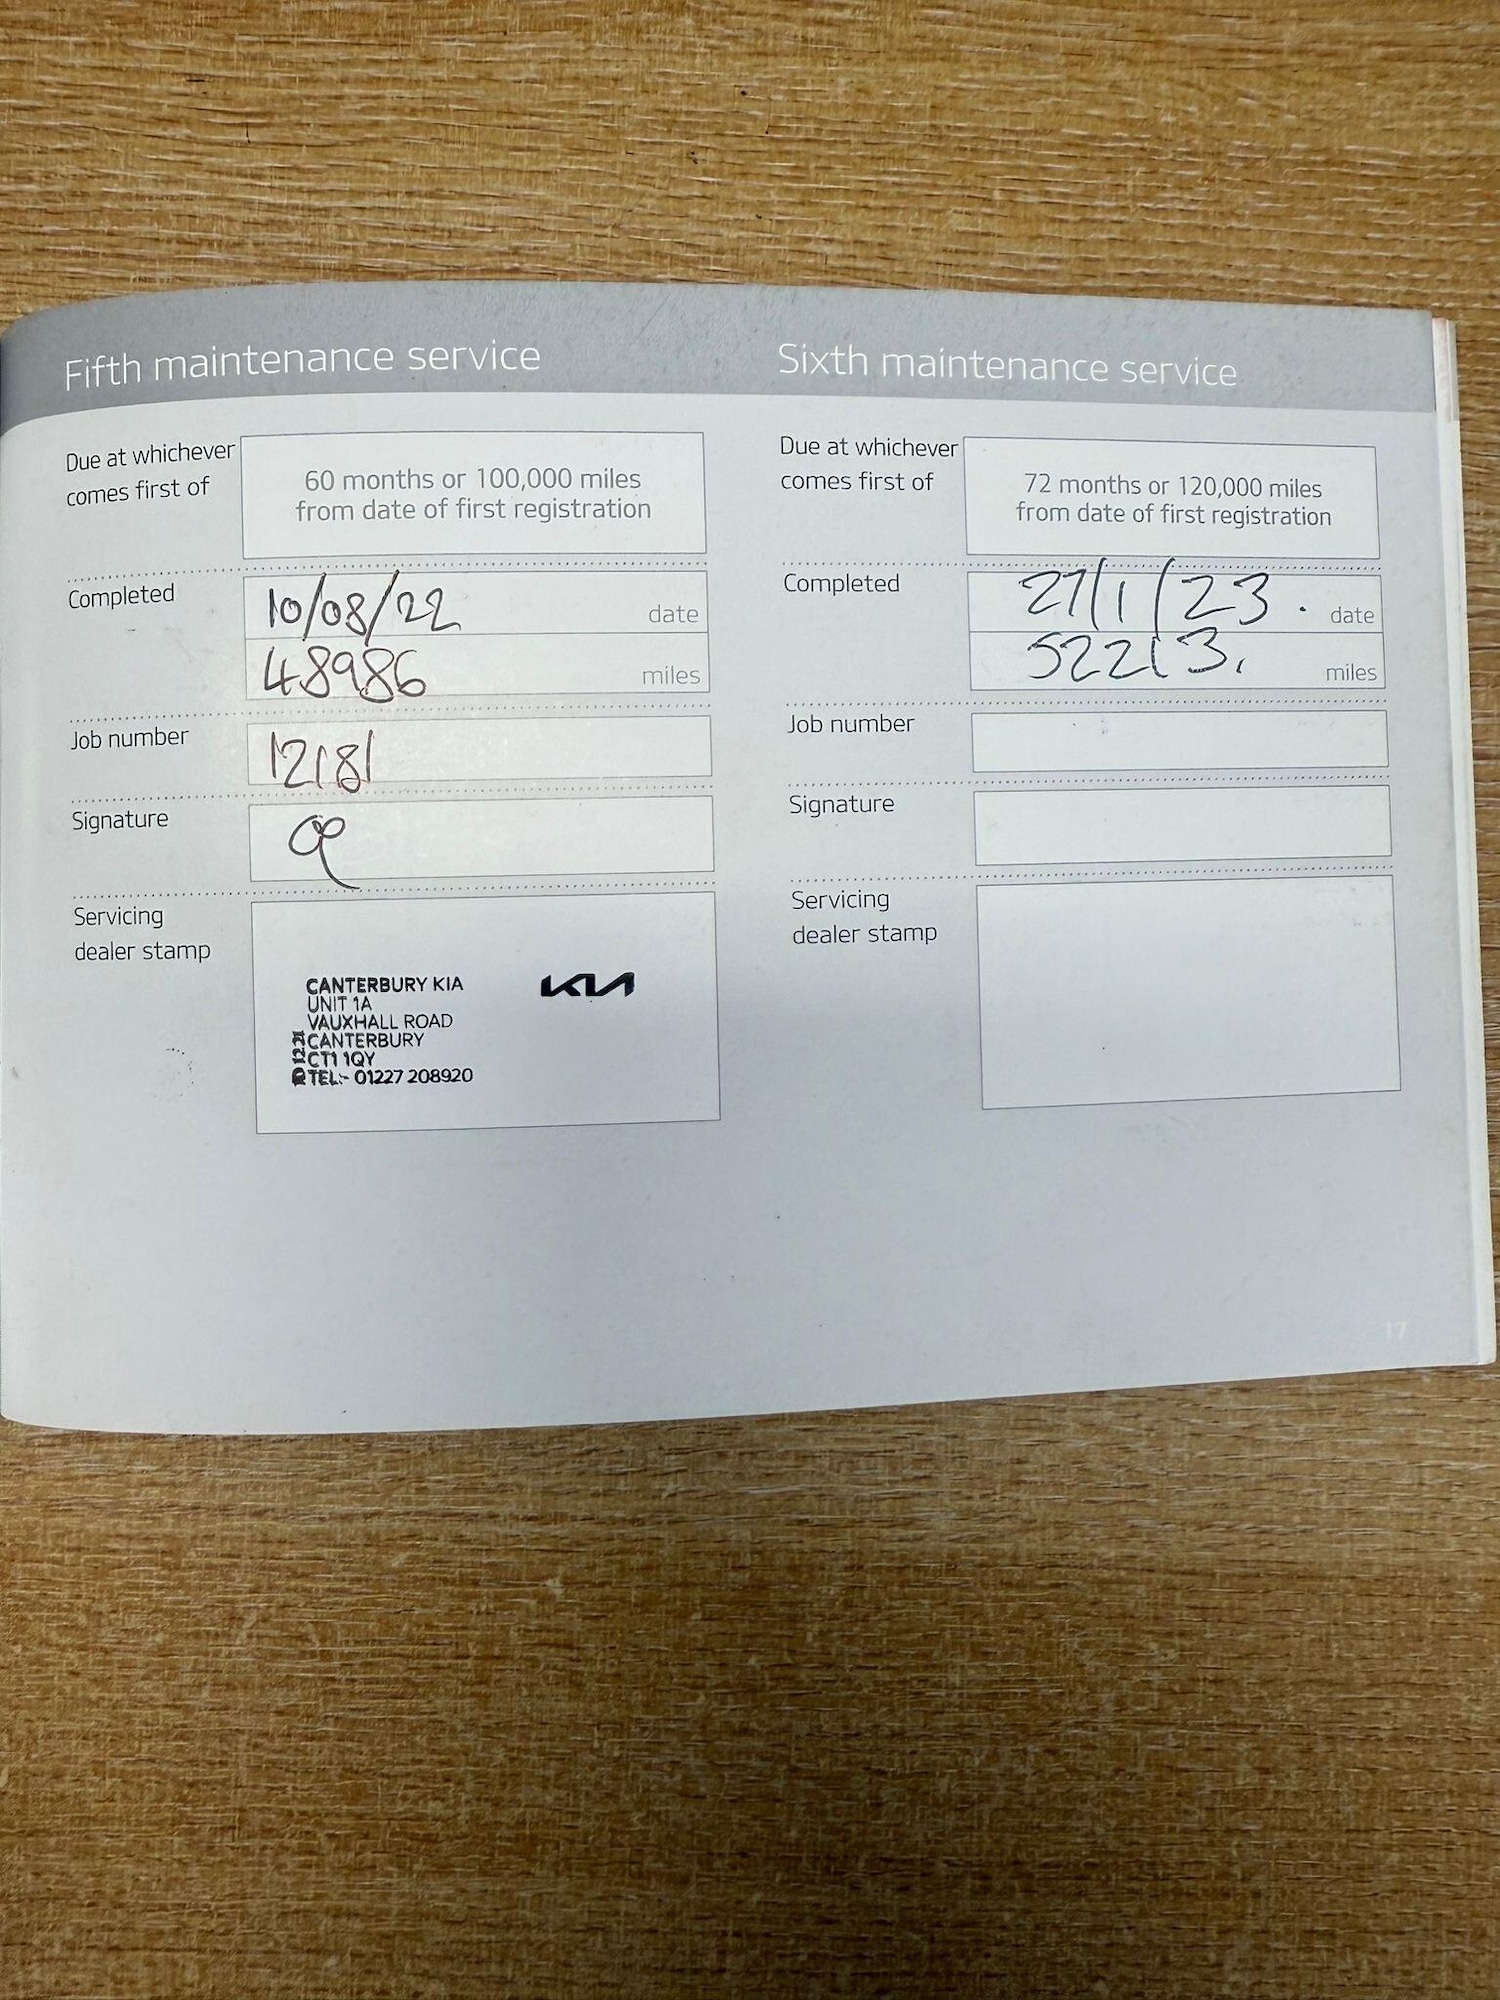 Fifth maintenance service
Due at whichever
comes first of
60 months or 100,000 miles
from date of first registration
Completed
10/08/22 date
48986 miles
Job number
12181
Signature
Servicing
dealer stamp
CANTERBURY KIA
UNIT 1A
VAUXHALL ROAD
CANTERBURY
CT1 1QY
TEL:- 01227 208920
KIA
Sixth maintenance service
Due at whichever
comes first of
72 months or 120,000 miles
from date of first registration
Completed
27/1/23. date
52213. miles
Job number
Signature
Servicing
dealer stamp
17